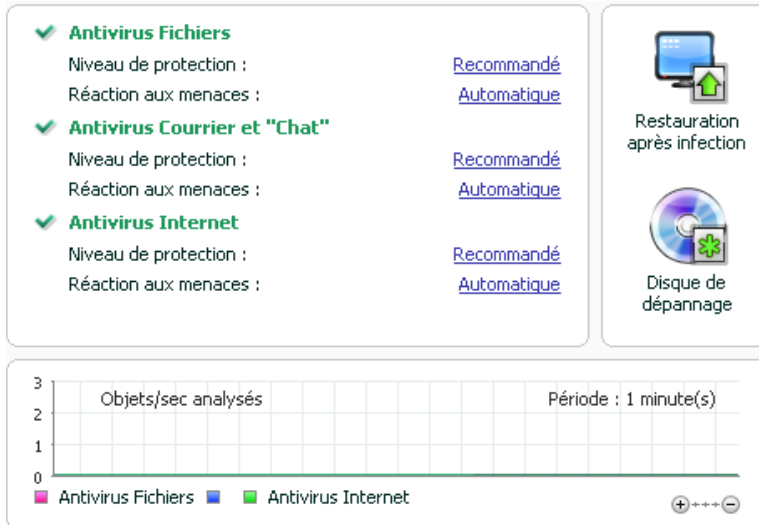 Antivirus Fichiers
Niveau de protection : Recommandé
Réaction aux menaces : Automatique
Antivirus Courrier et "Chat"
Niveau de protection : Recommandé
Réaction aux menaces : Automatique
Antivirus Internet
Niveau de protection : Recommandé
Réaction aux menaces : Automatique
Restauration
après infection
Disque de
dépannage
Objets/sec analysés Période : 1 minute(s)
3
2
1
0
Antivirus Fichiers Antivirus Internet